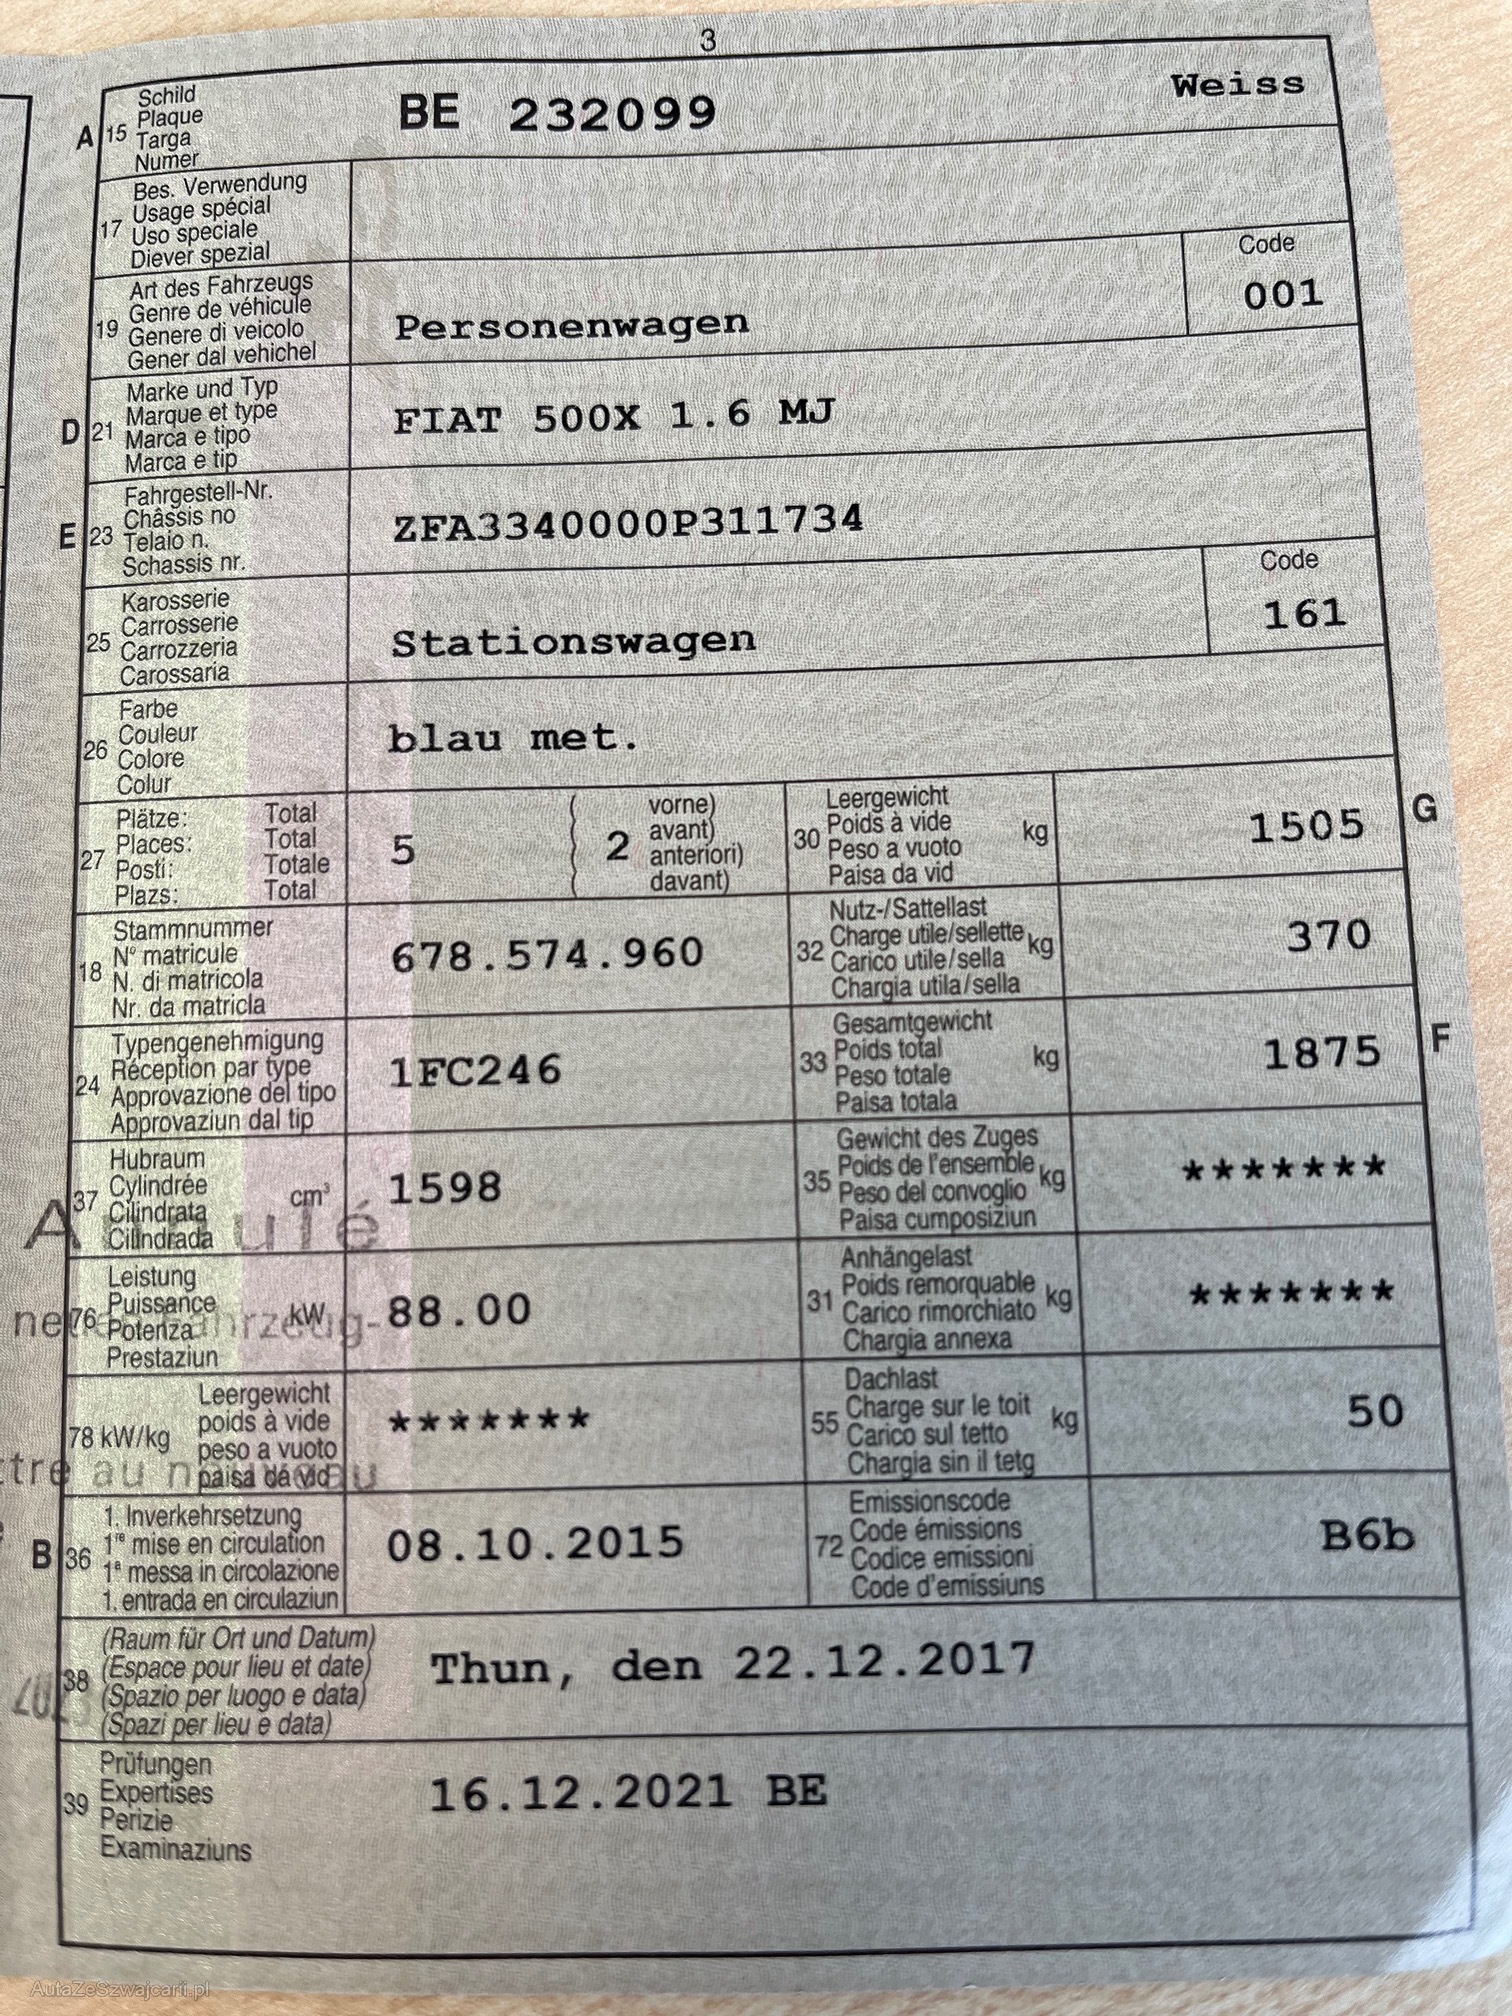 3
A 15 Schild
Plaque
Targa
Numer
BE 232099
Weiss
17 Bes. Verwendung
Usage spécial
Uso speciale
Diever spezial
19 Art des Fahrzeugs
Genre de véhicule
Genere di veicolo
Gener dal vehichel
Personenwagen
Code
001
D 21 Marke und Typ
Marque et type
Marca e tipo
Marca e tip
FIAT 500X 1.6 MJ
E 23 Fahrgestell-Nr.
Châssis no
Telaio n.
Schassis nr.
ZFA3340000P311734
25 Karosserie
Carrosserie
Carrozzeria
Carossaria
Stationswagen
Code
161
26 Farbe
Couleur
Colore
Colur
blau met.
27 Plätze: Total
Places: Total
Posti: Totale
Plazs: Total
5
2
vorne)
avant)
anteriori)
davant)
30 Leergewicht
Poids à vide
Peso a vuoto
Paisa da vid
kg
1505
G
18 Stammnummer
N° matricule
N. di matricola
Nr. da matricla
678.574.960
32 Nutz-/Sattellast
Charge utile/sellette
Carico utile/sella
Chargia utila/sella
kg
370
24 Typengenehmigung
Réception par type
Approvazione del tipo
Approvaziun dal tip
1FC246
33 Gesamtgewicht
Poids total
Peso totale
Paisa totala
kg
1875
F
37 Hubraum
Cylindrée
Cilindrata
Cilindrada
cm³
1598
35 Gewicht des Zuges
Poids de l'ensemble
Peso del convoglio
Paisa cumposiziun
kg
*******
76 Leistung
Puissance
Potenza
Prestaziun
kW
88.00
31 Anhängelast
Poids remorquable
Carico rimorchiato
Chargia annexa
kg
*******
78 kW/kg
Leergewicht
poids à vide
peso a vuoto
paisa da vid
*******
55 Dachlast
Charge sur le toit
Carico sul tetto
Chargia sin il tetg
kg
50
B 36 1. Inverkehrsetzung
1re mise en circulation
1a messa in circolazione
1. entrada en circulaziun
08.10.2015
72 Emissionscode
Code émissions
Codice emissioni
Code d'emissiuns
B6b
38 (Raum für Ort und Datum)
(Espace pour lieu et date)
(Spazio per luogo e data)
(Spazi per lieu e data)
Thun, den 22.12.2017
39 Prüfungen
Expertises
Perizie
Examinaziuns
16.12.2021 BE
AutaZeSzwajcarii.pl